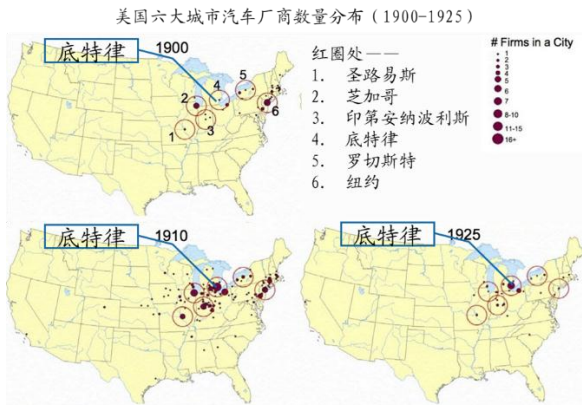 美国六大城市汽车厂商数量分布（1900-1925）
底特律
1900
1
2
3
4
5
6
红圈处——
1. 圣路易斯
2. 芝加哥
3. 印第安纳波利斯
4. 底特律
5. 罗切斯特
6. 纽约
# Firms in a City
1
2
3
4
5
6
7
8-10
11-15
16+
底特律
1910
底特律
1925